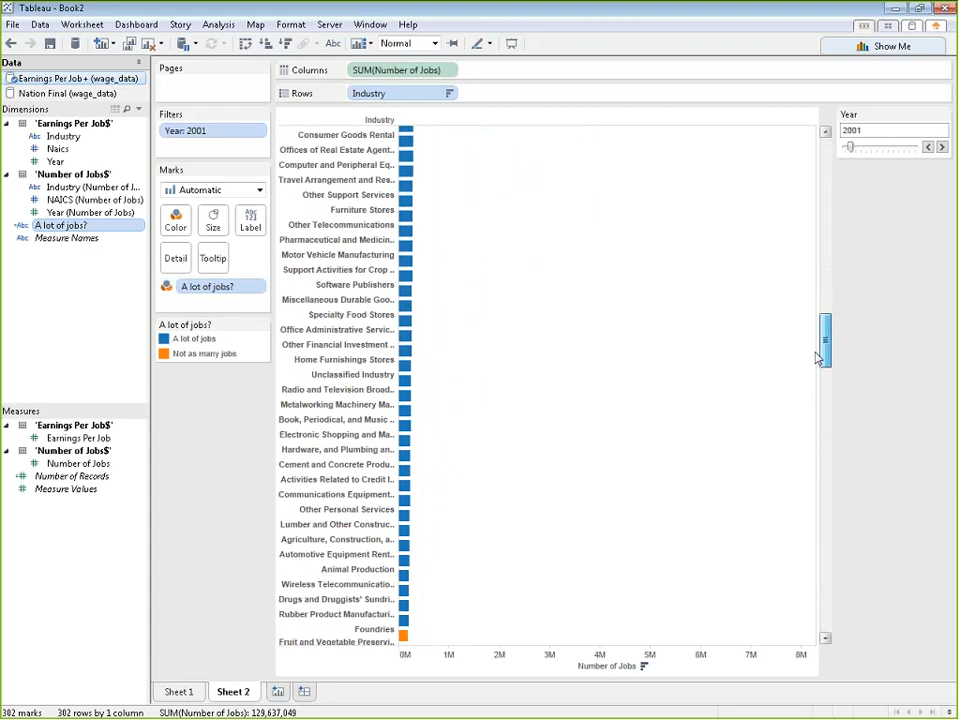 Tableau - Book2
File Data Worksheet Dashboard Story Analysis Map Format Server Window Help
Abc Normal
Show Me
Data
Earnings Per Job+ (wage_data)
Nation Final (wage_data)
Dimensions
'Earnings Per Job$'
Abc Industry
# Naics
Year
'Number of Jobs$'
Abc Industry (Number of J...
# NAICS (Number of Jobs)
Year (Number of Jobs)
Abc A lot of jobs?
Abc Measure Names
Measures
'Earnings Per Job$'
# Earnings Per Job
'Number of Jobs$'
# Number of Jobs
# Number of Records
# Measure Values
Pages
Filters
Year: 2001
Marks
Automatic
Color Size Abc 123 Label
Detail Tooltip
A lot of jobs?
A lot of jobs?
A lot of jobs
Not as many jobs
Columns SUM(Number of Jobs)
Rows Industry
Industry
Consumer Goods Rental
Offices of Real Estate Agent..
Computer and Peripheral Eq..
Travel Arrangement and Res..
Other Support Services
Furniture Stores
Other Telecommunications
Pharmaceutical and Medicin..
Motor Vehicle Manufacturing
Support Activities for Crop ..
Software Publishers
Miscellaneous Durable Goo..
Specialty Food Stores
Office Administrative Servic..
Other Financial Investment ..
Home Furnishings Stores
Unclassified Industry
Radio and Television Broad..
Metalworking Machinery Ma..
Book, Periodical, and Music ..
Electronic Shopping and Ma..
Hardware, and Plumbing an..
Cement and Concrete Produ..
Activities Related to Credit I..
Communications Equipment..
Other Personal Services
Lumber and Other Construc..
Agriculture, Construction, a..
Automotive Equipment Rent..
Animal Production
Wireless Telecommunicatio..
Drugs and Druggists' Sundri..
Rubber Product Manufacturi..
Foundries
Fruit and Vegetable Preservi..
0M 1M 2M 3M 4M 5M 6M 7M 8M
Number of Jobs
Year
2001
Sheet 1 Sheet 2
302 marks 302 rows by 1 column SUM(Number of Jobs): 129,637,049